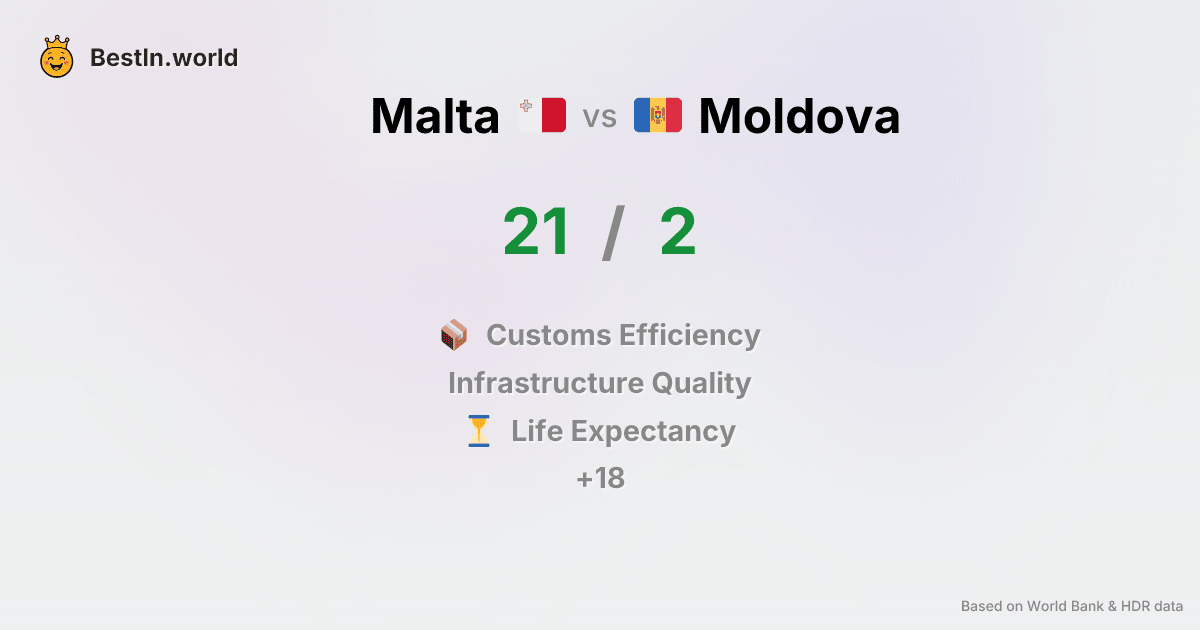 BestIn.world
Malta vs Moldova
21 / 2
Customs Efficiency
Infrastructure Quality
Life Expectancy
+18
Based on World Bank & HDR data